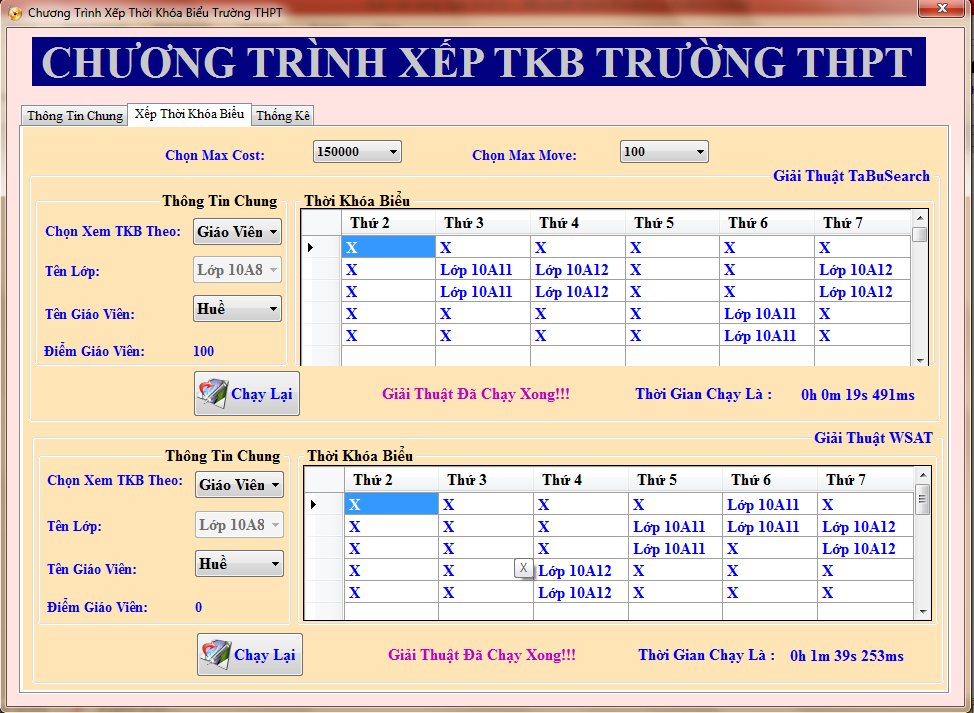 Chương Trình Xếp Thời Khóa Biểu Trường THPT
CHƯƠNG TRÌNH XẾP TKB TRƯỜNG THPT
Thông Tin Chung Xếp Thời Khóa Biểu Thống Kê
Chọn Max Cost: 150000 Chọn Max Move: 100
Giải Thuật TaBuSearch
Thông Tin Chung
Chọn Xem TKB Theo: Giáo Viên
Tên Lớp: Lớp 10A8
Tên Giáo Viên: Huề
Điểm Giáo Viên: 100
Thời Khóa Biểu
Thứ 2 Thứ 3 Thứ 4 Thứ 5 Thứ 6 Thứ 7
X X X X X X
X Lớp 10A11 Lớp 10A12 X X Lớp 10A12
X Lớp 10A11 Lớp 10A12 X X Lớp 10A12
X X X X Lớp 10A11 X
X X X X Lớp 10A11 X
Chạy Lại Giải Thuật Đã Chạy Xong!!! Thời Gian Chạy Là : 0h 0m 19s 491ms
Giải Thuật WSAT
Thông Tin Chung
Chọn Xem TKB Theo: Giáo Viên
Tên Lớp: Lớp 10A8
Tên Giáo Viên: Huề
Điểm Giáo Viên: 0
Thời Khóa Biểu
Thứ 2 Thứ 3 Thứ 4 Thứ 5 Thứ 6 Thứ 7
X X X X Lớp 10A11 X
X X X Lớp 10A11 Lớp 10A11 Lớp 10A12
X X X Lớp 10A11 X Lớp 10A12
X X X Lớp 10A12 X X X
X X Lớp 10A12 X X X
Chạy Lại Giải Thuật Đã Chạy Xong!!! Thời Gian Chạy Là : 0h 1m 39s 253ms